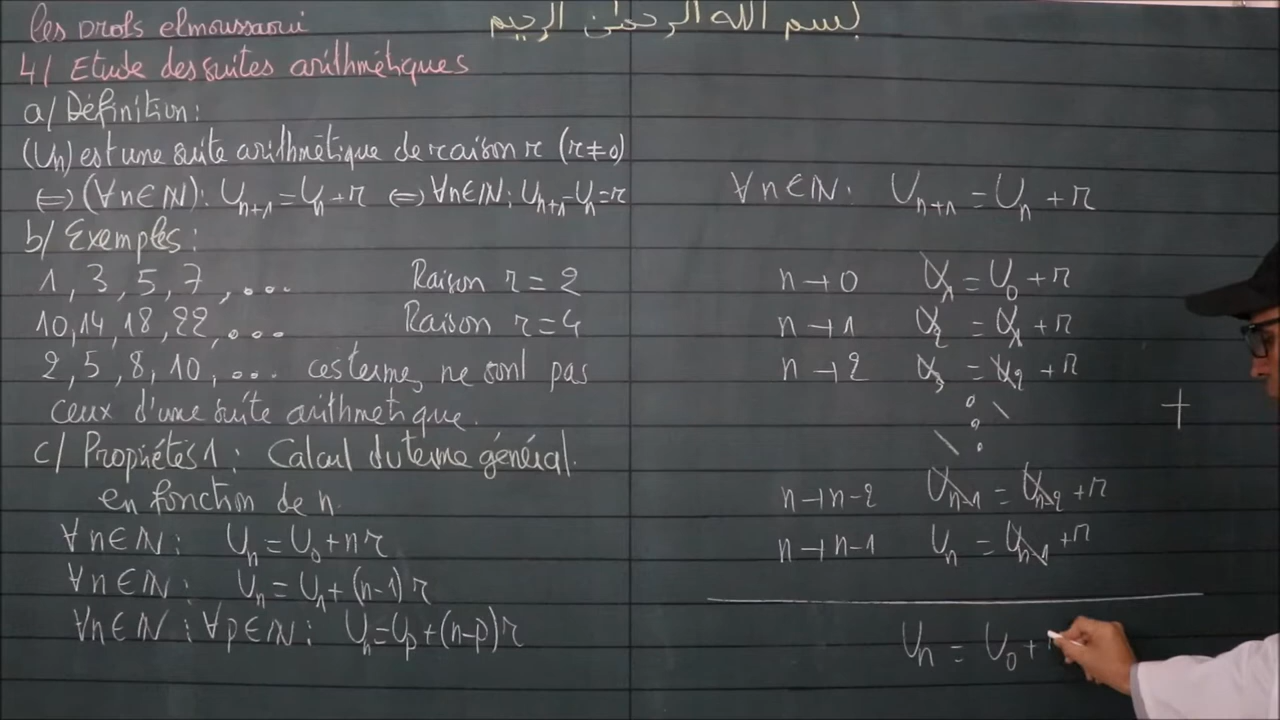 les profs elmoussaoui
بسم الله الرحمان الرحيم
4/ Etude des suites arithmétiques
a/ Définition:
(Un) est une suite arithmétique de raison r (r≠0)
⇔ (∀n∈ℕ): Un+1 = Un + r ⇔ ∀n∈ℕ: Un+1 - Un = r
b/ Exemples:
1, 3, 5, 7, ... Raison r = 2
10, 14, 18, 22, ... Raison r = 4
2, 5, 8, 10, ... ces termes ne sont pas
ceux d'une suite arithmétique.
c/ Propriétés 1: Calcul du terme général
en fonction de n.
∀n∈ℕ: Un = U0 + nr
∀n∈ℕ: Un = U1 + (n-1)r
∀n∈ℕ; ∀p∈ℕ: Un = Up + (n-p)r
∀n∈ℕ: Un+1 = Un + r
n→0 U1 = U0 + r
n→1 U2 = U1 + r
n→2 U3 = U2 + r
+
n→n-2 Un-1 = Un-2 + r
n→n-1 Un = Un-1 + r
Un = U0 +